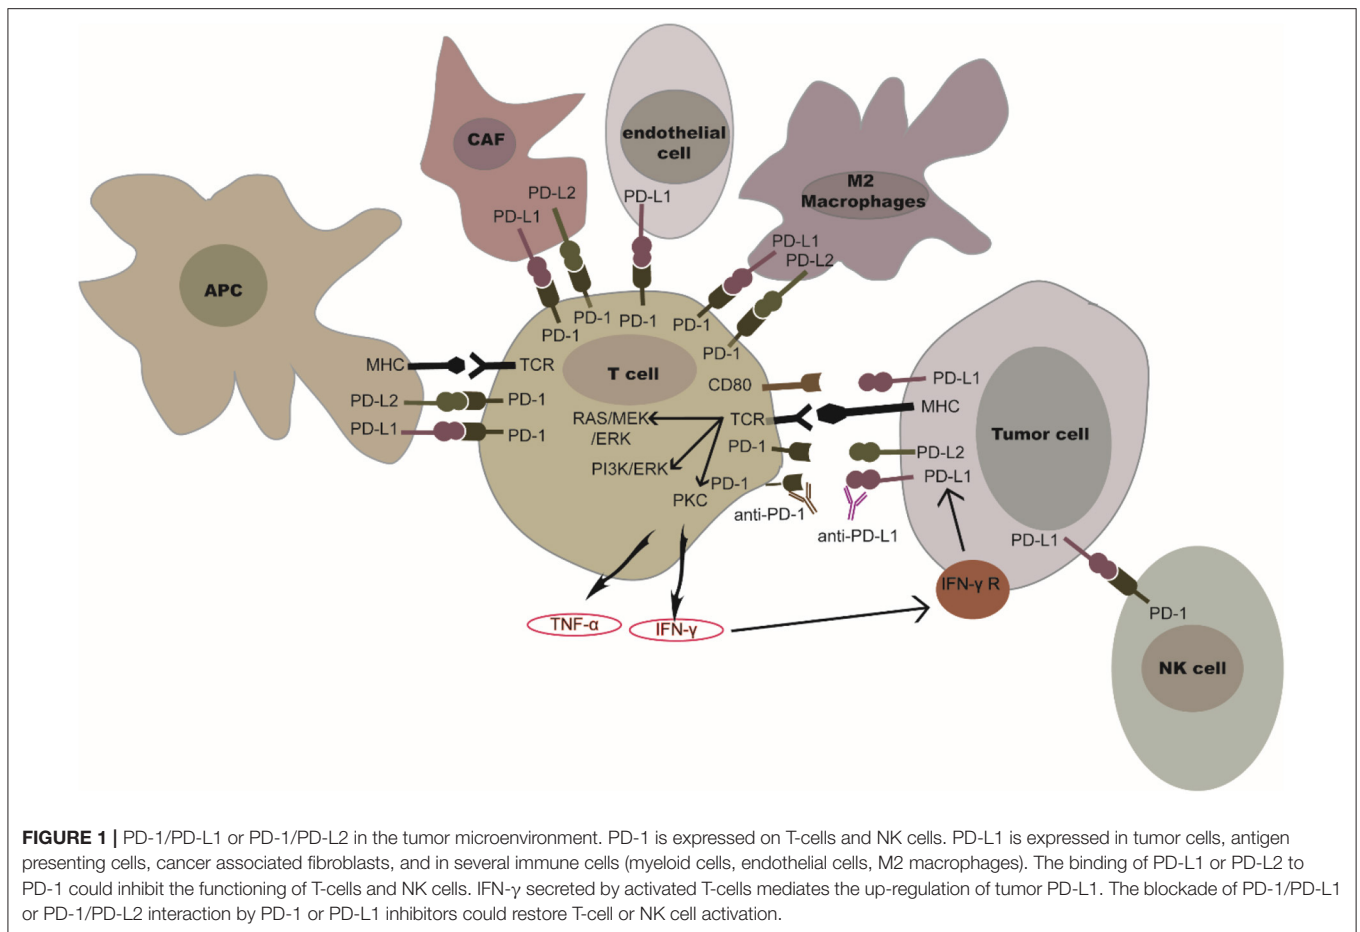 CAF
endothelial
cell
M2
Macrophages
PD-L2
PD-L1
PD-L1
PD-L1
PD-L2
APC
PD-1
PD-1
PD-1
PD-1
PD-1
MHC
TCR
T cell
PD-L2
PD-1
PD-L1
PD-1
CD80
PD-L1
RAS/MEK
/ERK
TCR
MHC
Tumor cell
PD-1
PD-L2
PI3K/ERK
PD-1
PD-L1
PKC
anti-PD-1
anti-PD-L1
PD-L1
IFN-γ R
PD-1
TNF-α
IFN-γ
NK cell
FIGURE 1 | PD-1/PD-L1 or PD-1/PD-L2 in the tumor microenvironment. PD-1 is expressed on T-cells and NK cells. PD-L1 is expressed in tumor cells, antigen
presenting cells, cancer associated fibroblasts, and in several immune cells (myeloid cells, endothelial cells, M2 macrophages). The binding of PD-L1 or PD-L2 to
PD-1 could inhibit the functioning of T-cells and NK cells. IFN-γ secreted by activated T-cells mediates the up-regulation of tumor PD-L1. The blockade of PD-1/PD-L1
or PD-1/PD-L2 interaction by PD-1 or PD-L1 inhibitors could restore T-cell or NK cell activation.